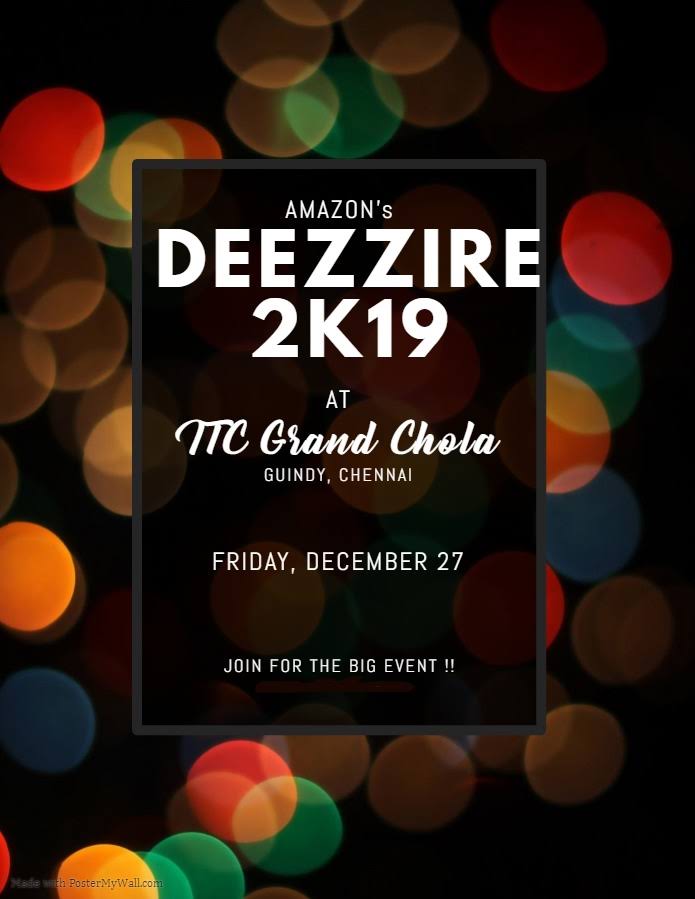 AMAZON's
DEEZZIRE
2K19
AT
ITC Grand Chola
GUINDY, CHENNAI
FRIDAY, DECEMBER 27
JOIN FOR THE BIG EVENT !!
Made with PosterMyWall.com